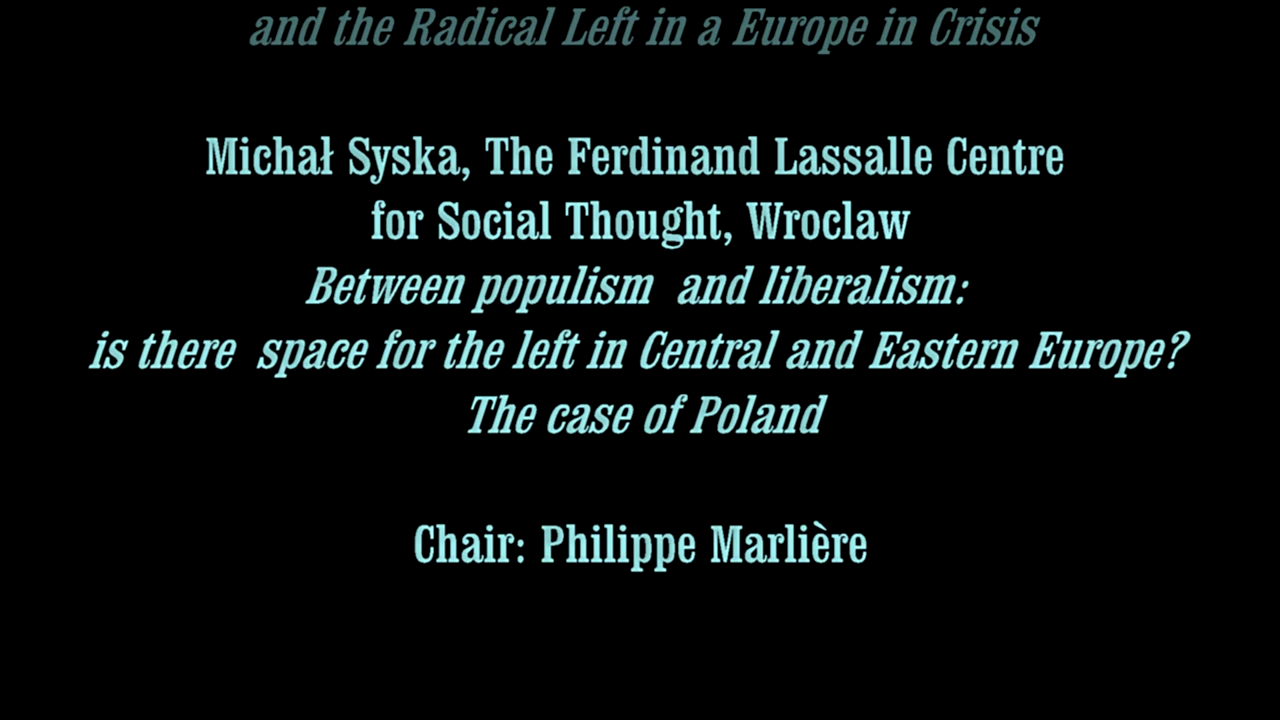 and the Radical Left in a Europe in Crisis
Michał Syska, The Ferdinand Lassalle Centre
for Social Thought, Wroclaw
Between populism  and liberalism:
is there  space for the left in Central and Eastern Europe?
The case of Poland
Chair: Philippe Marlière